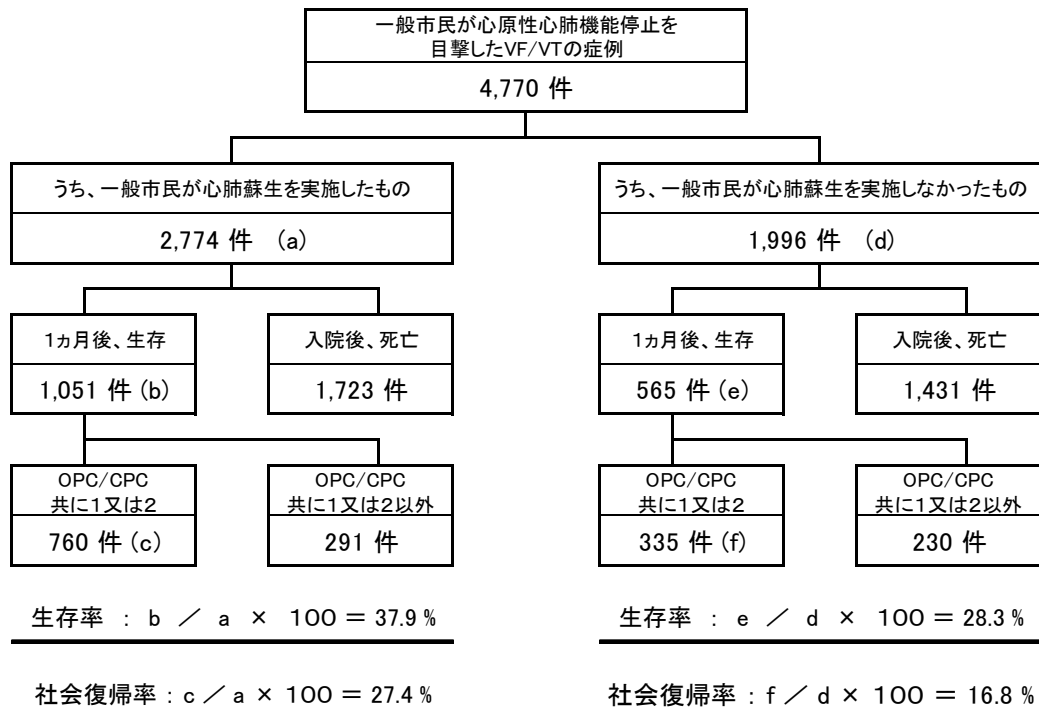 一般市民が心原性心肺機能停止を
目撃したVF/VTの症例
4,770 件
うち、一般市民が心肺蘇生を実施したもの
2,774 件 (a)
うち、一般市民が心肺蘇生を実施しなかったもの
1,996 件 (d)
1ヵ月後、生存
1,051 件 (b)
入院後、死亡
1,723 件
1ヵ月後、生存
565 件 (e)
入院後、死亡
1,431 件
OPC/CPC
共に1又は2
760 件 (c)
OPC/CPC
共に1又は2以外
291 件
OPC/CPC
共に1又は2
335 件 (f)
OPC/CPC
共に1又は2以外
230 件
生存率 : b / a × 100 = 37.9 %
生存率 : e / d × 100 = 28.3 %
社会復帰率 : c / a × 100 = 27.4 %
社会復帰率 : f / d × 100 = 16.8 %